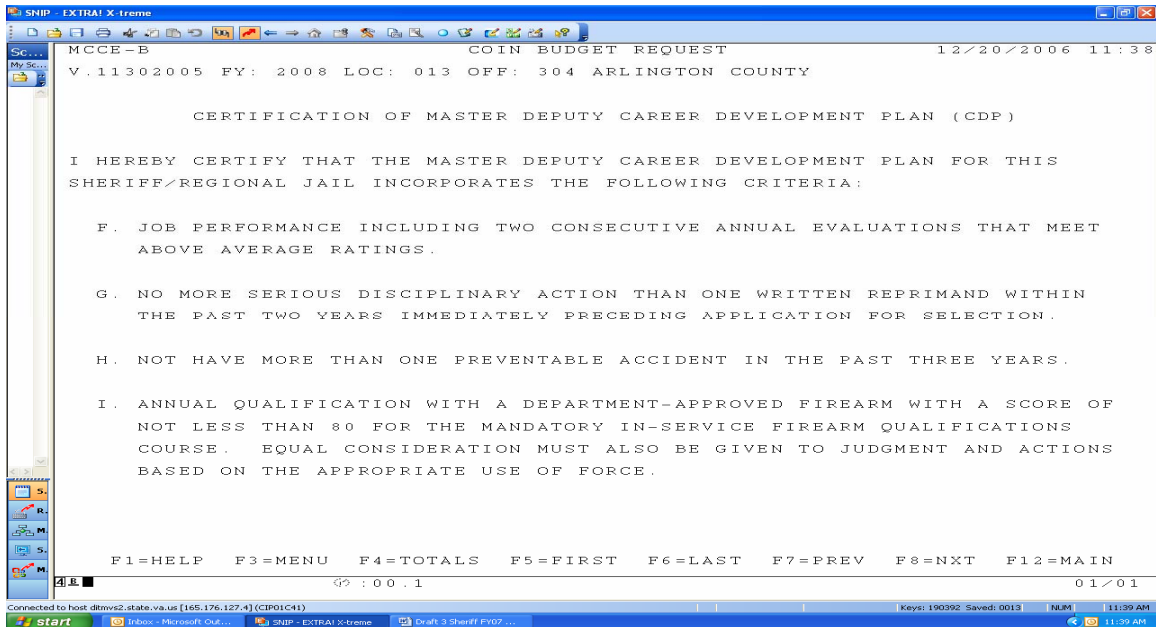 SNIP - EXTRA! X-treme
Sc...
My Sc...
MCCE-B COIN BUDGET REQUEST 12/20/2006 11:38
V.11302005 FY: 2008 LOC: 013 OFF: 304 ARLINGTON COUNTY
CERTIFICATION OF MASTER DEPUTY CAREER DEVELOPMENT PLAN (CDP)
I HEREBY CERTIFY THAT THE MASTER DEPUTY CAREER DEVELOPMENT PLAN FOR THIS
SHERIFF/REGIONAL JAIL INCORPORATES THE FOLLOWING CRITERIA:
F. JOB PERFORMANCE INCLUDING TWO CONSECUTIVE ANNUAL EVALUATIONS THAT MEET
ABOVE AVERAGE RATINGS.
G. NO MORE SERIOUS DISCIPLINARY ACTION THAN ONE WRITTEN REPRIMAND WITHIN
THE PAST TWO YEARS IMMEDIATELY PRECEDING APPLICATION FOR SELECTION.
H. NOT HAVE MORE THAN ONE PREVENTABLE ACCIDENT IN THE PAST THREE YEARS.
I. ANNUAL QUALIFICATION WITH A DEPARTMENT-APPROVED FIREARM WITH A SCORE OF
NOT LESS THAN 80 FOR THE MANDATORY IN-SERVICE FIREARM QUALIFICATIONS
COURSE. EQUAL CONSIDERATION MUST ALSO BE GIVEN TO JUDGMENT AND ACTIONS
BASED ON THE APPROPRIATE USE OF FORCE.
S.
R.
M.
S.
M.
F1=HELP F3=MENU F4=TOTALS F5=FIRST F6=LAST F7=PREV F8=NXT F12=MAIN
4 B :00.1 01/01
Connected to host ditmvs2.state.va.us [165.176.127.4] (CIP01C41) Keys: 190392 Saved: 0013 NUM 11:39 AM
start Inbox - Microsoft Out... SNIP - EXTRA! X-treme Draft 3 Sheriff FY07 ... 11:39 AM